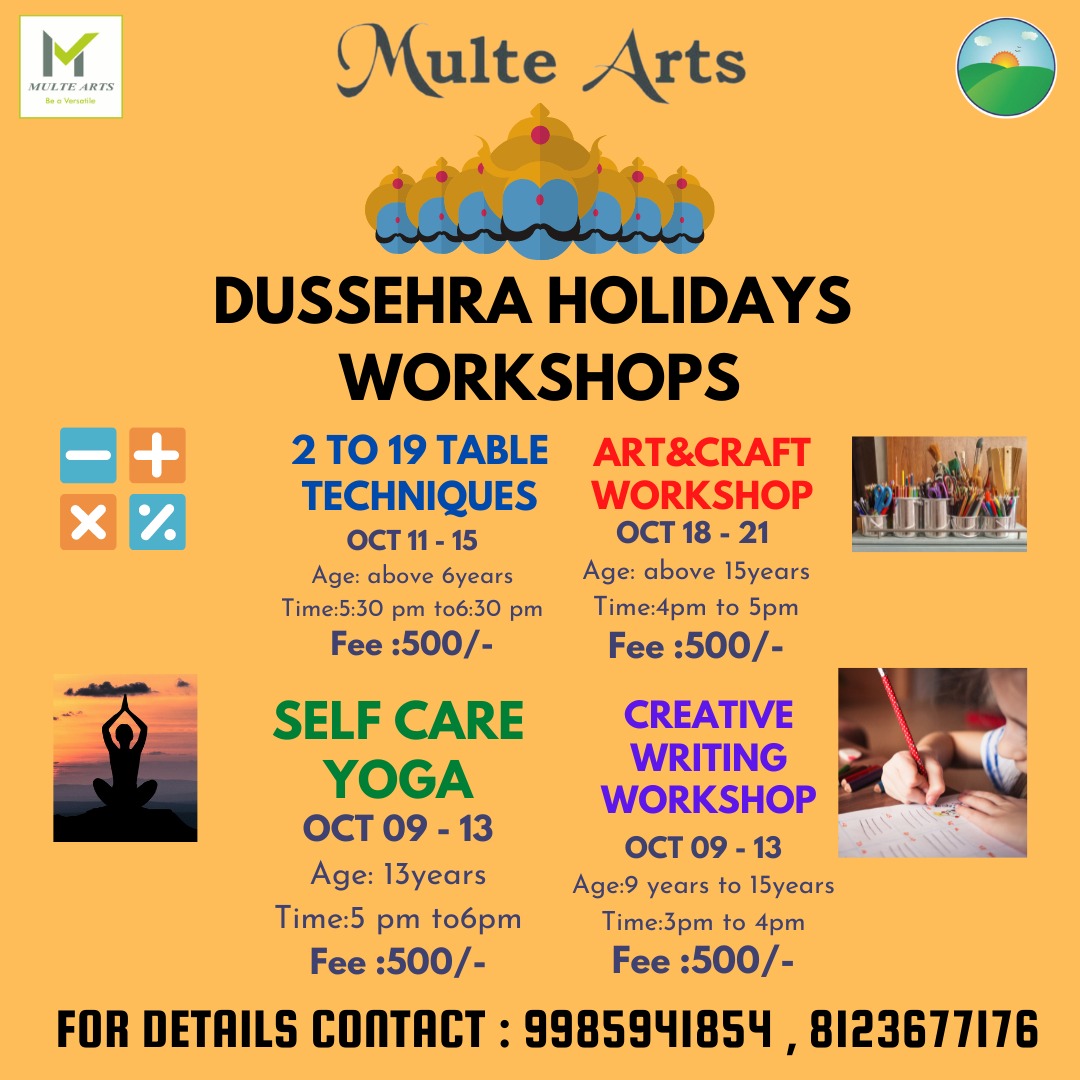 MULTE ARTS
Be a Versatile
Multe Arts
DUSSEHRA HOLIDAYS
WORKSHOPS
2 TO 19 TABLE
TECHNIQUES
OCT 11 - 15
Age: above 6years
Time:5:30 pm to6:30 pm
Fee :500/-
ART&CRAFT
WORKSHOP
OCT 18 - 21
Age: above 15years
Time:4pm to 5pm
Fee :500/-
SELF CARE
YOGA
OCT 09 - 13
Age: 13years
Time:5 pm to6pm
Fee :500/-
CREATIVE
WRITING
WORKSHOP
OCT 09 - 13
Age:9 years to 15years
Time:3pm to 4pm
Fee :500/-
FOR DETAILS CONTACT : 9985941854 , 8123677176